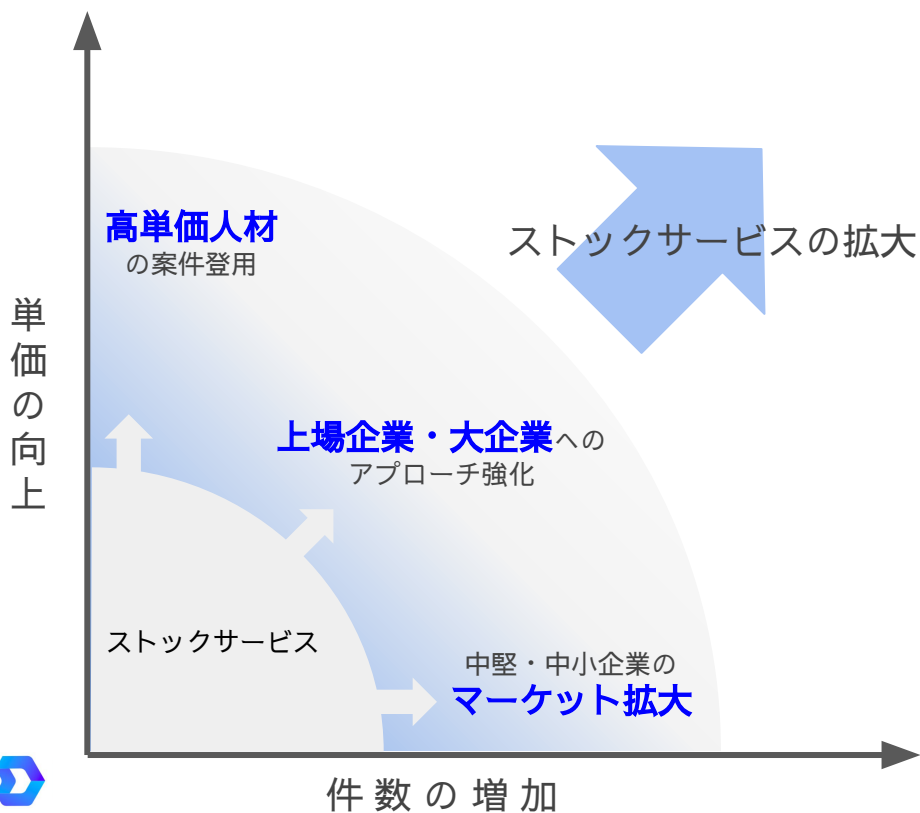 高単価人材
の案件登用
ストックサービスの拡大
単価の向上
上場企業・大企業への
アプローチ強化
ストックサービス
中堅・中小企業の
マーケット拡大
件数の増加